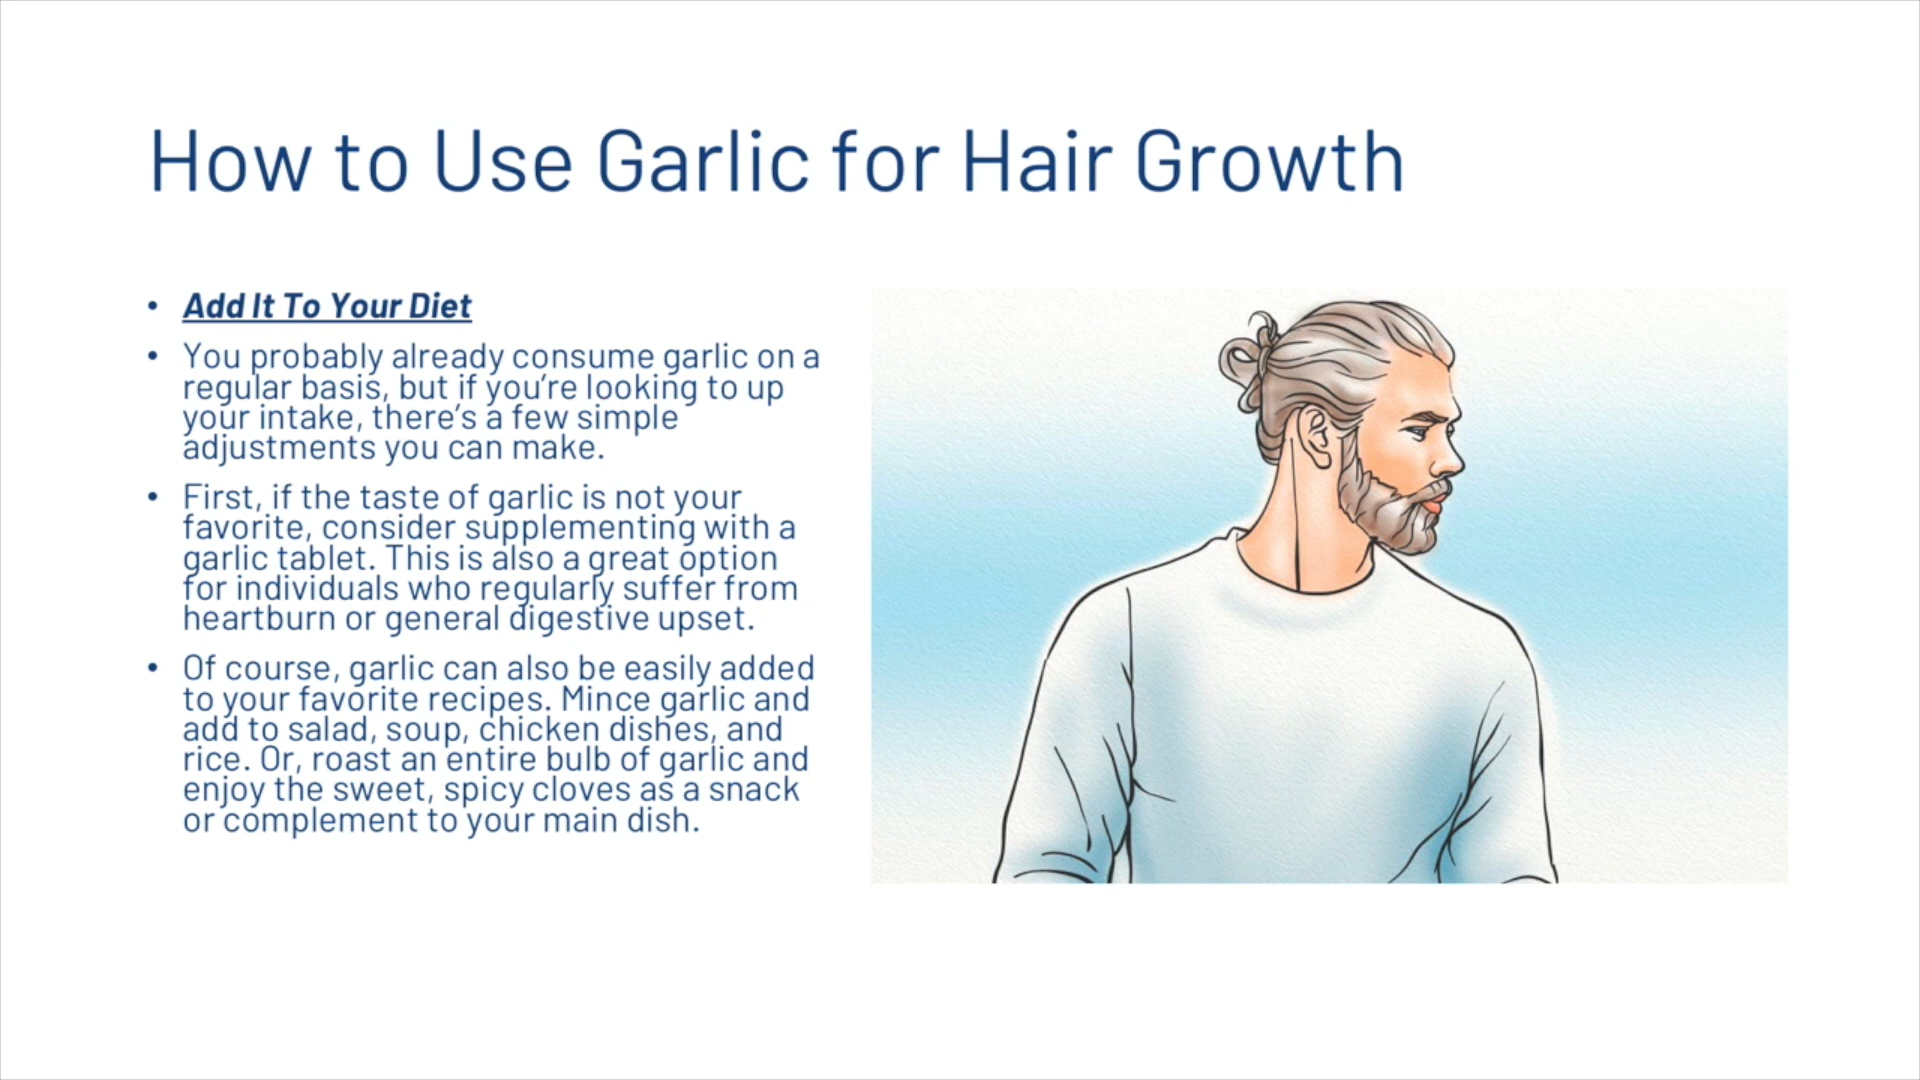 How to Use Garlic for Hair Growth
• Add It To Your Diet
• You probably already consume garlic on a
regular basis, but if you’re looking to up
your intake, there’s a few simple
adjustments you can make.
• First, if the taste of garlic is not your
favorite, consider supplementing with a
garlic tablet. This is also a great option
for individuals who regularly suffer from
heartburn or general digestive upset.
• Of course, garlic can also be easily added
to your favorite recipes. Mince garlic and
add to salad, soup, chicken dishes, and
rice. Or, roast an entire bulb of garlic and
enjoy the sweet, spicy cloves as a snack
or complement to your main dish.